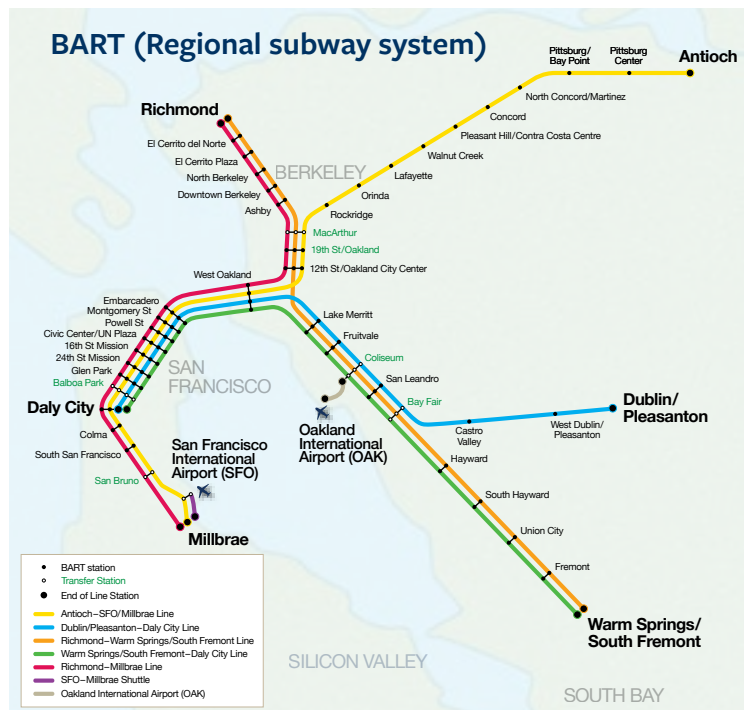 BART (Regional subway system)
Pittsburg/
Bay Point
Pittsburg
Center
Antioch
North Concord/Martinez
Concord
Pleasant Hill/Contra Costa Centre
Walnut Creek
Lafayette
Orinda
Rockridge
Richmond
El Cerrito del Norte
El Cerrito Plaza
North Berkeley
Downtown Berkeley
Ashby
BERKELEY
MacArthur
19th St/Oakland
12th St/Oakland City Center
West Oakland
Embarcadero
Montgomery St
Powell St
Civic Center/UN Plaza
16th St Mission
24th St Mission
Glen Park
Balboa Park
Daly City
SAN
FRANCISCO
Lake Merritt
Fruitvale
Coliseum
San Leandro
Bay Fair
Oakland
International
Airport (OAK)
Castro
Valley
West Dublin/
Pleasanton
Dublin/
Pleasanton
Colma
South San Francisco
San Bruno
San Francisco
International
Airport (SFO)
Millbrae
Hayward
South Hayward
Union City
Fremont
Warm Springs/
South Fremont
SILICON VALLEY
SOUTH BAY
BART station
Transfer Station
End of Line Station
Antioch–SFO/Millbrae Line
Dublin/Pleasanton–Daly City Line
Richmond–Warm Springs/South Fremont Line
Warm Springs/South Fremont–Daly City Line
Richmond–Millbrae Line
SFO–Millbrae Shuttle
Oakland International Airport (OAK)